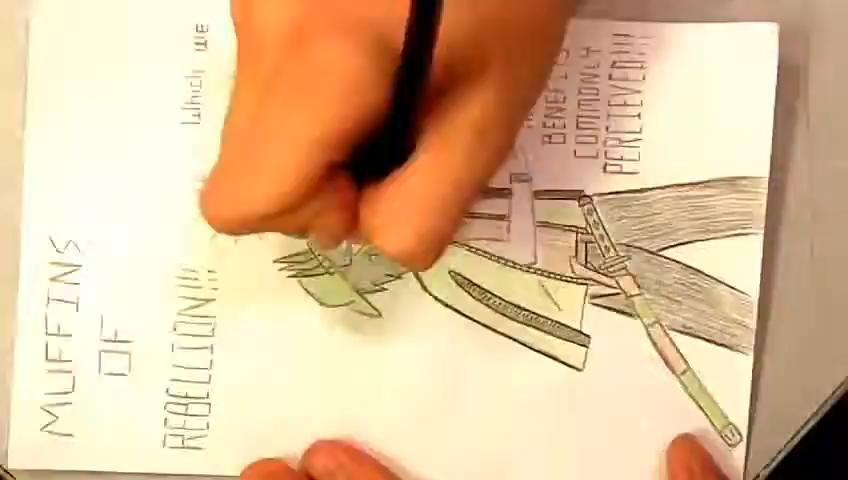 MUFFINS
OF
REBELLION!!!
Which we
BENEFITS
COMMONLY
PERCIEVED!!!